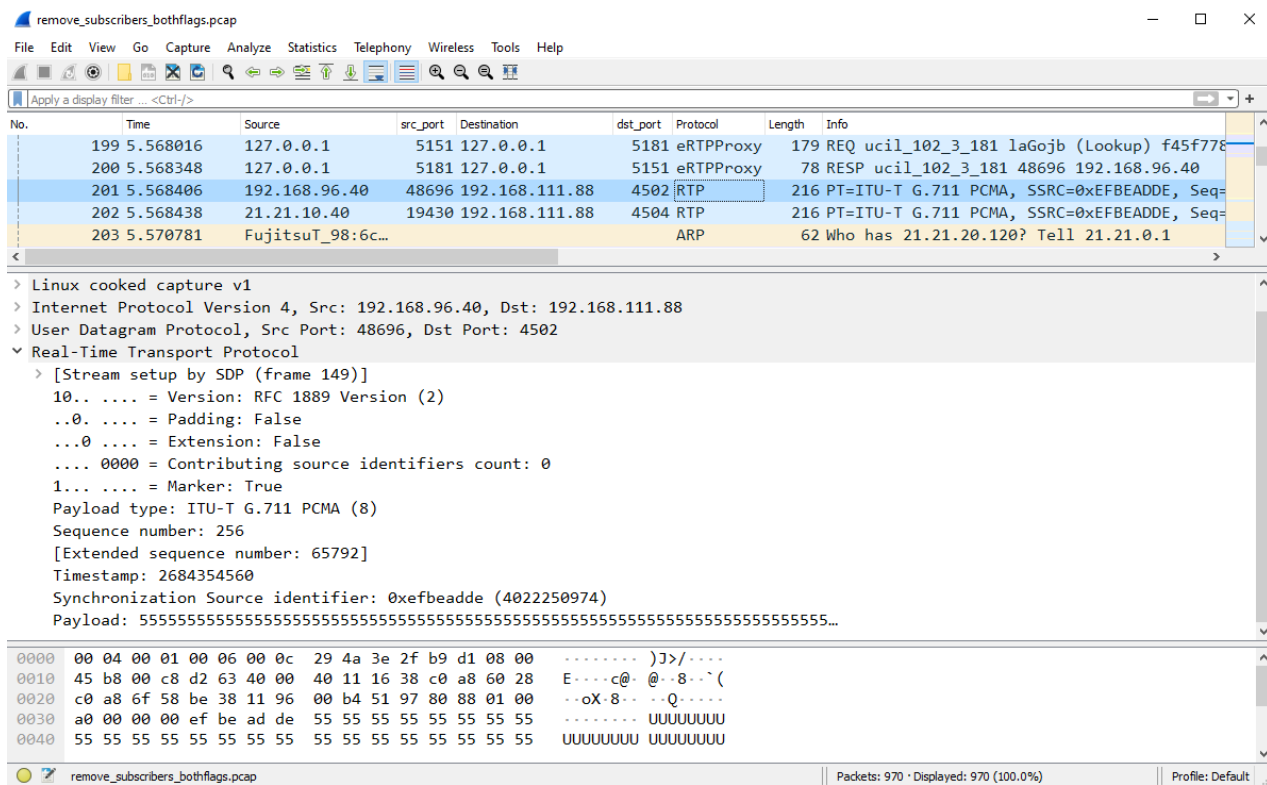 remove_subscribers_bothflags.pcap
File Edit View Go Capture Analyze Statistics Telephony Wireless Tools Help
Apply a display filter ... <Ctrl-/>
No. Time Source src_port Destination dst_port Protocol Length Info
199 5.568016 127.0.0.1 5151 127.0.0.1 5181 eRTPProxy 179 REQ ucil_102_3_181 laGojb (Lookup) f45f778
200 5.568348 127.0.0.1 5181 127.0.0.1 5151 eRTPProxy 78 RESP ucil_102_3_181 48696 192.168.96.40
201 5.568406 192.168.96.40 48696 192.168.111.88 4502 RTP 216 PT=ITU-T G.711 PCMA, SSRC=0xEFBEADDE, Seq=
202 5.568438 21.21.10.40 19430 192.168.111.88 4504 RTP 216 PT=ITU-T G.711 PCMA, SSRC=0xEFBEADDE, Seq=
203 5.570781 FujitsuT_98:6c… ARP 62 Who has 21.21.20.120? Tell 21.21.0.1
Linux cooked capture v1
Internet Protocol Version 4, Src: 192.168.96.40, Dst: 192.168.111.88
User Datagram Protocol, Src Port: 48696, Dst Port: 4502
Real-Time Transport Protocol
[Stream setup by SDP (frame 149)]
10.. .... = Version: RFC 1889 Version (2)
..0. .... = Padding: False
...0 .... = Extension: False
.... 0000 = Contributing source identifiers count: 0
1... .... = Marker: True
Payload type: ITU-T G.711 PCMA (8)
Sequence number: 256
[Extended sequence number: 65792]
Timestamp: 2684354560
Synchronization Source identifier: 0xefbeadde (4022250974)
Payload: 555555555555555555555555555555555555555555555555555555555555555555555555…
0000 00 04 00 01 00 06 00 0c 29 4a 3e 2f b9 d1 08 00 ········ )J>/····
0010 45 b8 00 c8 d2 63 40 00 40 11 16 38 c0 a8 60 28 E····c@· @··8··`(
0020 c0 a8 6f 58 be 38 11 96 00 b4 51 97 80 88 01 00 ··oX·8·· ··Q·····
0030 a0 00 00 00 ef be ad de 55 55 55 55 55 55 55 55 ········ UUUUUUUU
0040 55 55 55 55 55 55 55 55 55 55 55 55 55 55 55 55 UUUUUUUU UUUUUUUU
remove_subscribers_bothflags.pcap Packets: 970 · Displayed: 970 (100.0%) Profile: Default